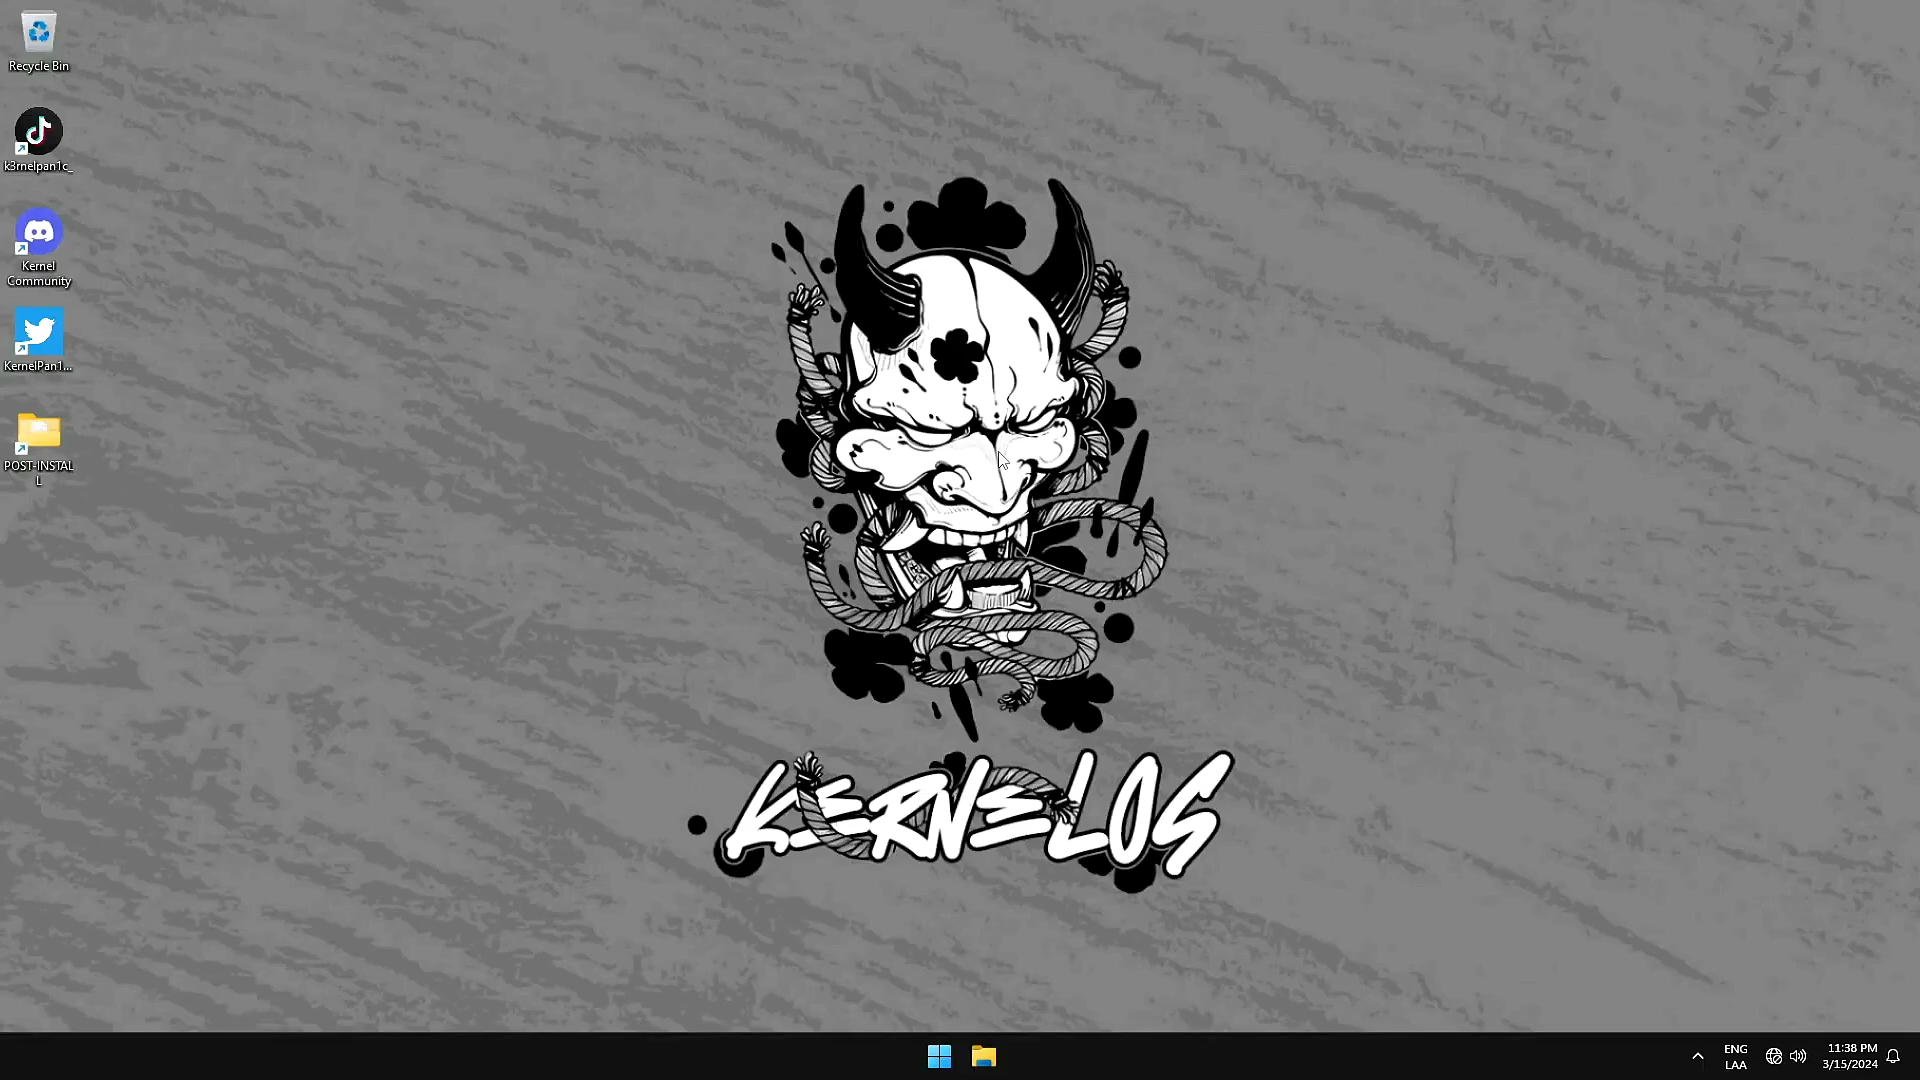 Recycle Bin
k3rnelpan1c_
Kernel
Community
KernelPan1...
POST-INSTAL
L
KERNELOS
ENG
LAA
11:38 PM
3/15/2024